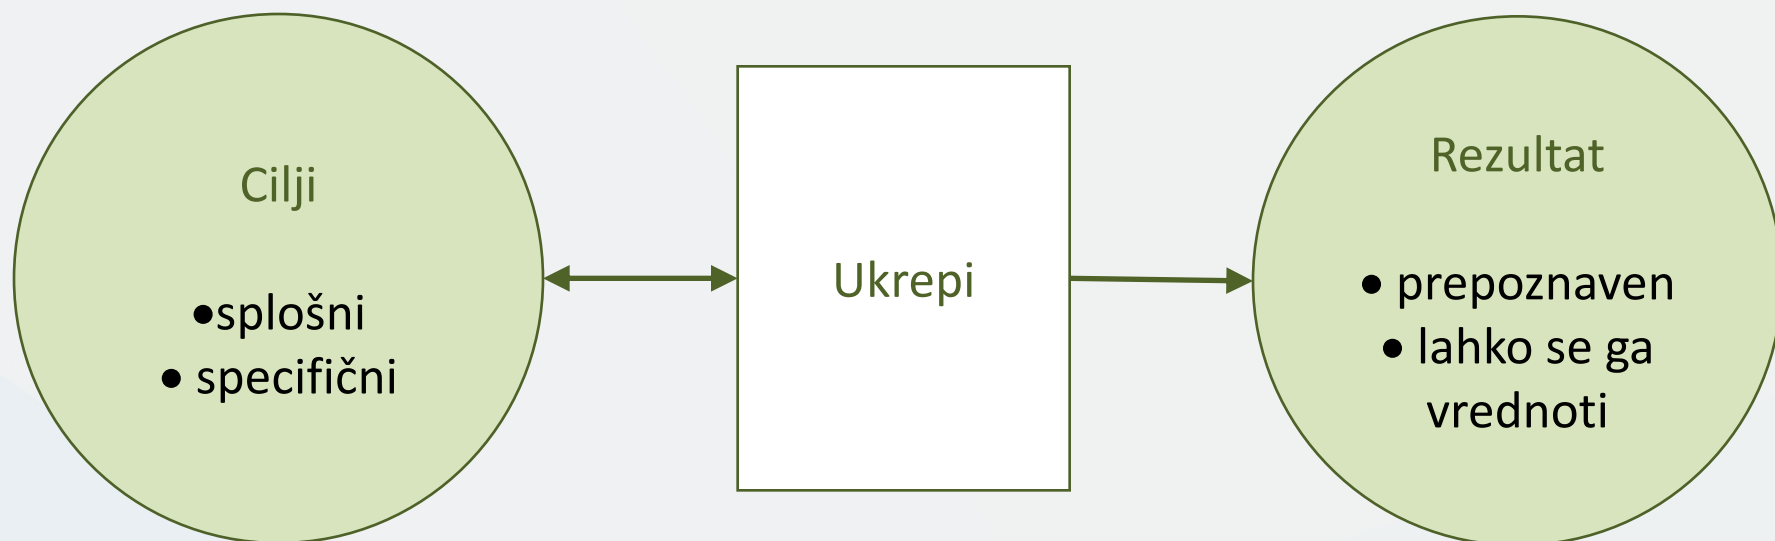 Cilji
•splošni
• specifični
Ukrepi
Rezultat
• prepoznaven
• lahko se ga
vrednoti